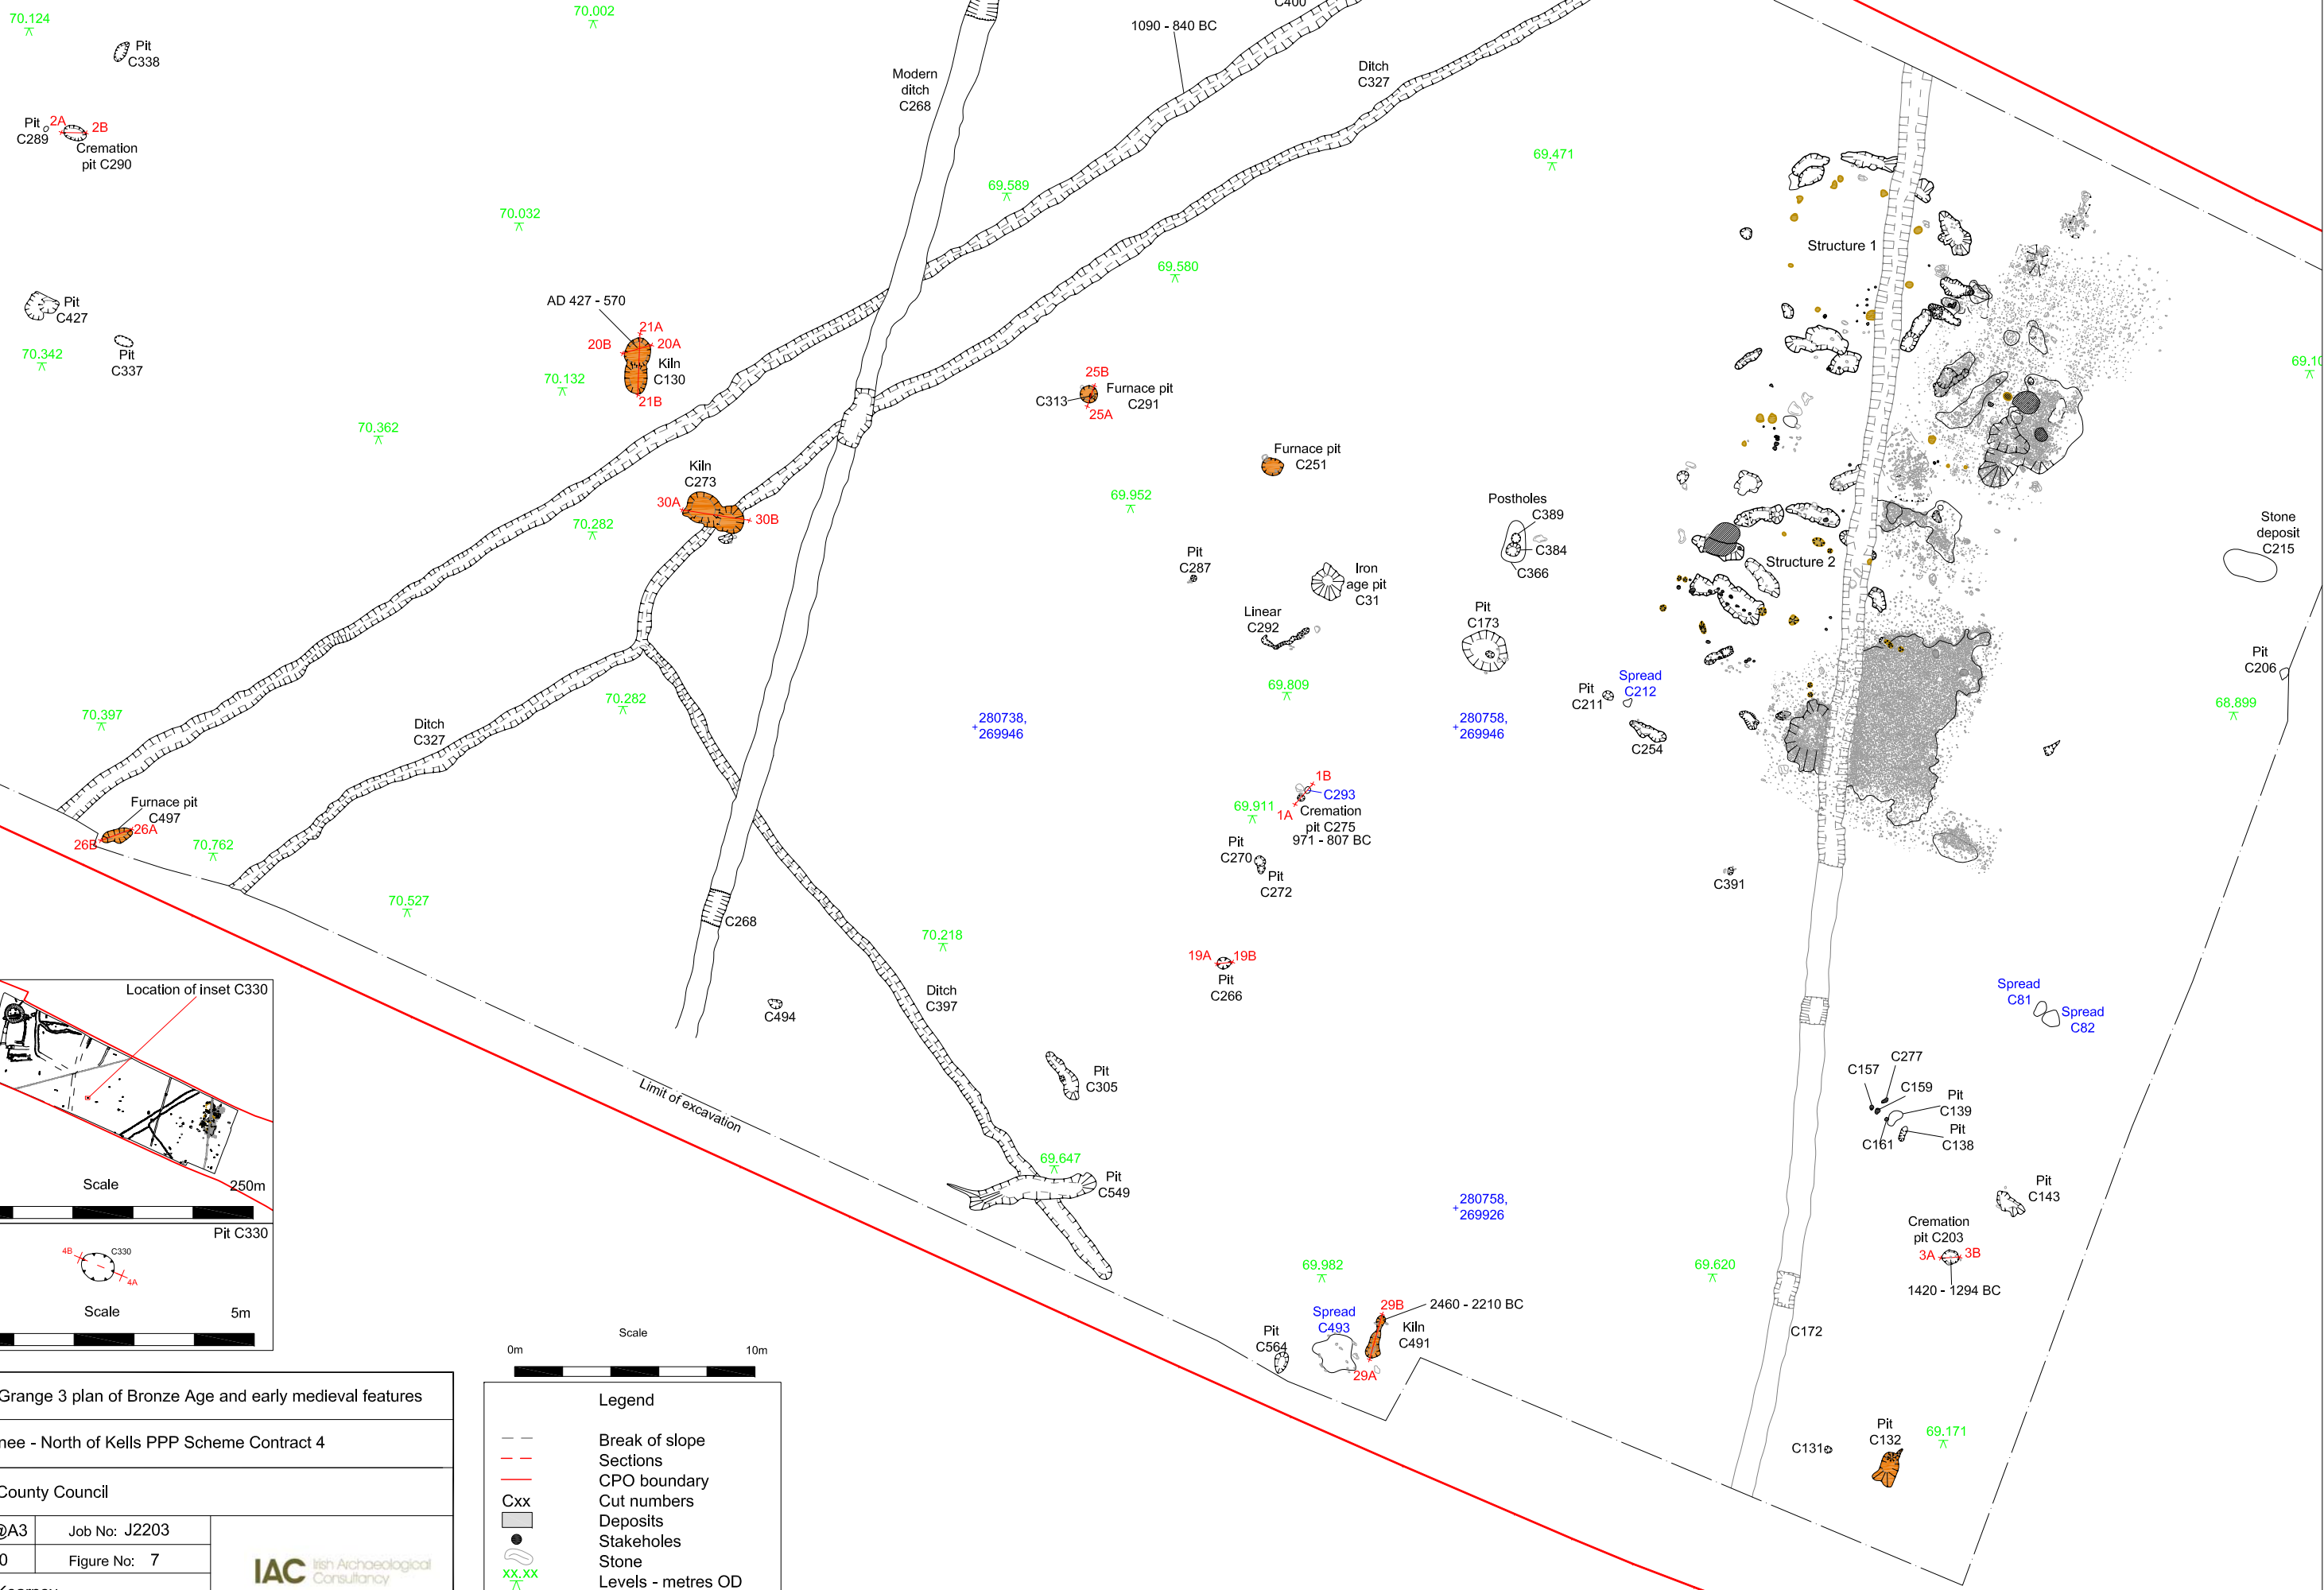 70.124
70.002
C400
1090 - 840 BC
Pit
C338
Modern
ditch
C268
Ditch
C327
Pit
C289
2A
2B
Cremation
pit C290
69.471
69.589
70.032
Structure 1
69.580
AD 427 - 570
Pit
C427
70.342
Pit
C337
21A
20B
20A
Kiln
C130
21B
70.132
25B
Furnace pit
C291
C313
25A
70.362
Furnace pit
C251
Kiln
C273
30A
30B
70.282
69.952
Postholes
C389
C384
C366
Stone
deposit
C215
Pit
C287
Iron
age pit
C31
Structure 2
Linear
C292
Pit
C173
Pit
C206
Spread
C212
Pit
C211
69.809
70.282
68.899
70.397
Ditch
C327
280738,
269946
280758,
269946
C254
1B
C293
69.911
1A
Cremation
pit C275
971 - 807 BC
Furnace pit
C497
26A
26B
70.762
Pit
C270
Pit
C272
C391
70.527
C268
70.218
19A
19B
Pit
C266
Location of inset C330
Ditch
C397
C494
Spread
C81
Spread
C82
Pit
C305
C277
C157
C159
Pit
C139
Pit
C138
C161
Limit of excavation
69.647
Pit
C549
Scale
250m
Pit
C143
280758,
269926
Pit C330
4B
C330
4A
Cremation
pit C203
3A
3B
1420 - 1294 BC
69.982
69.620
Scale
5m
Spread
C493
29B
2460 - 2210 BC
Kiln
C491
Pit
C564
29A
C172
Scale
0m
10m
Grange 3 plan of Bronze Age and early medieval features
nee - North of Kells PPP Scheme Contract 4
County Council
@A3
Job No: J2203
0
Figure No: 7
IAC Irish Archaeological
Consultancy
Legend
Break of slope
Sections
CPO boundary
Cxx
Cut numbers
Deposits
Stakeholes
Stone
xx.xx
Levels - metres OD
C131
Pit
C132
69.171